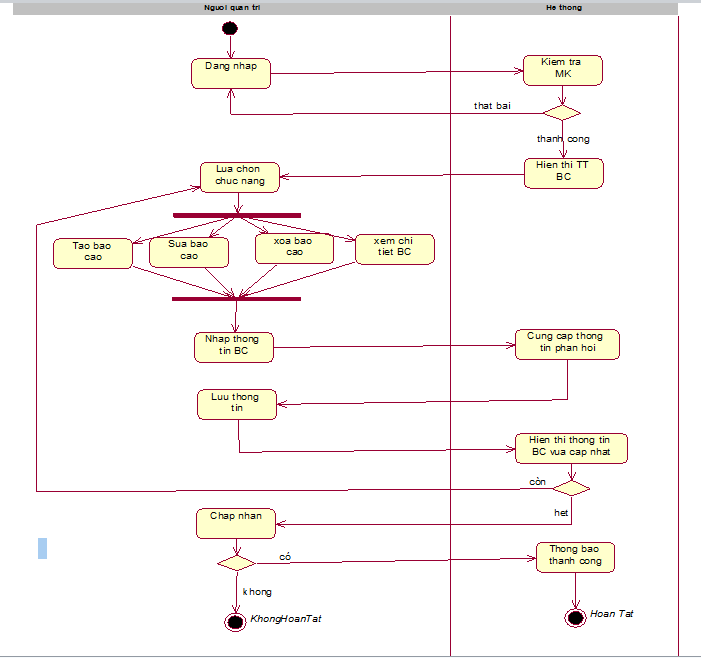 Nguoi quan tri
He thong
Dang nhap
Kiem tra
MK
that bai
thanh cong
Lua chon
chuc nang
Hien thi TT
BC
Tao bao
cao
Sua bao
cao
xoa bao
cao
xem chi
tiet BC
Nhap thong
tin BC
Cung cap thong
tin phan hoi
Luu thong
tin
Hien thi thong tin
BC vua cap nhat
còn
het
Chap nhan
có
Thong bao
thanh cong
khong
KhongHoanTat
Hoan Tat